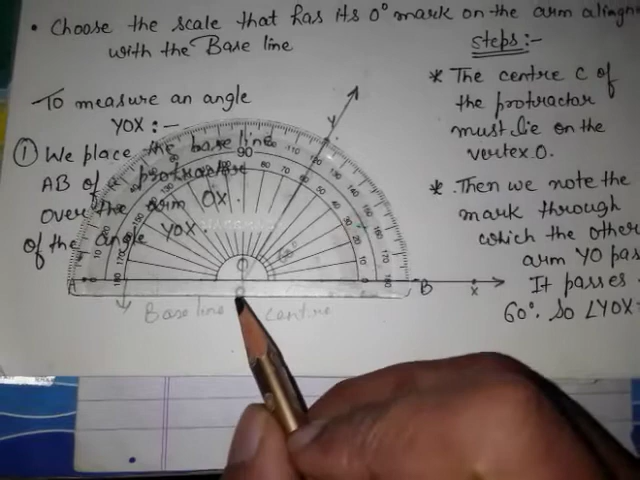 • Choose the scale that has its 0° mark on the arm alingn
with the Base line
Steps:-
* The centre C of
the protractor
must lie on the
vertex O.
* Then we note the
mark through
which the other
arm YO pas
It passes
60°. So ∠YOX=
To measure an angle
YOX :-
① We place the base line
AB of protractor
over the arm OX.
of the angle YOX.
Y
90
60°
A
O
B
X
Base line centre